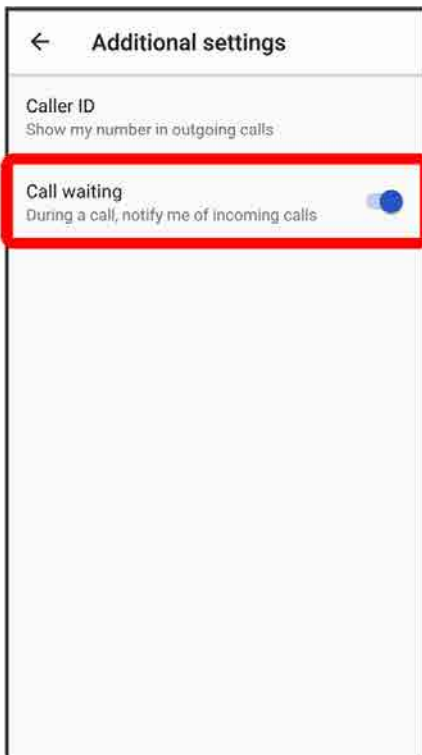 Additional settings
Caller ID
Show my number in outgoing calls
Call waiting
During a call, notify me of incoming calls